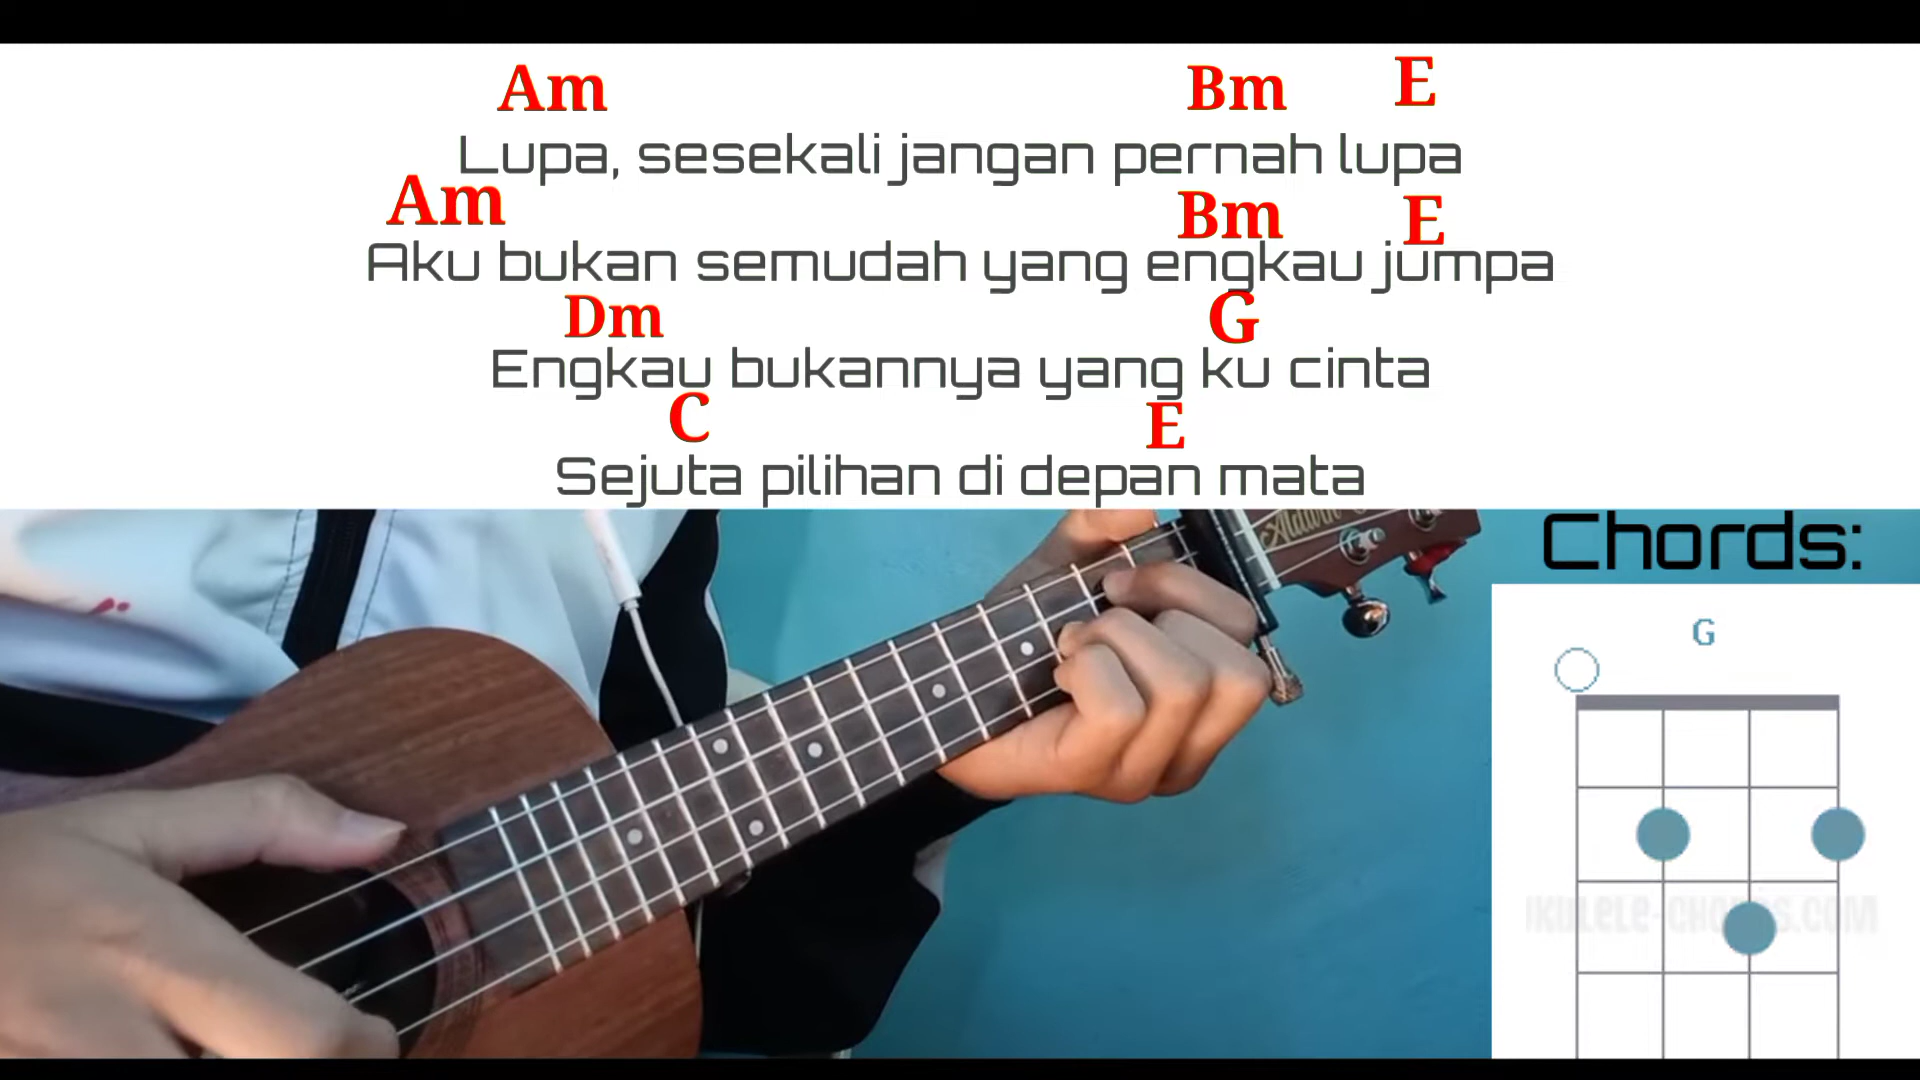 Am Bm E
Lupa, sesekali jangan pernah lupa
Am Bm E
Aku bukan semudah yang engkau jumpa
Dm G
Engkau bukannya yang ku cinta
C E
Sejuta pilihan di depan mata
Chords:
G